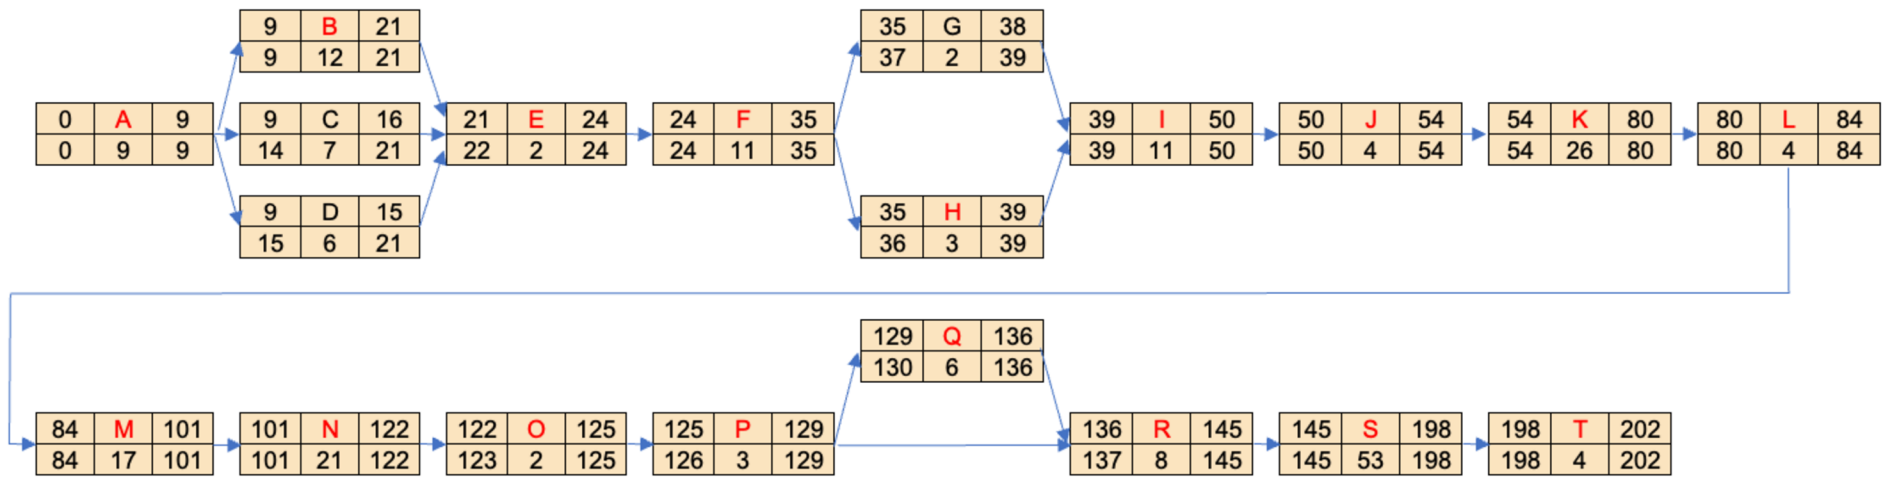 9 B 21
9 12 21
35 G 38
37 2 39
0 A 9
0 9 9
9 C 16
14 7 21
21 E 24
22 2 24
24 F 35
24 11 35
39 I 50
39 11 50
50 J 54
50 4 54
54 K 80
54 26 80
80 L 84
80 4 84
9 D 15
15 6 21
35 H 39
36 3 39
129 Q 136
130 6 136
84 M 101
84 17 101
101 N 122
101 21 122
122 O 125
123 2 125
125 P 129
126 3 129
136 R 145
137 8 145
145 S 198
145 53 198
198 T 202
198 4 202